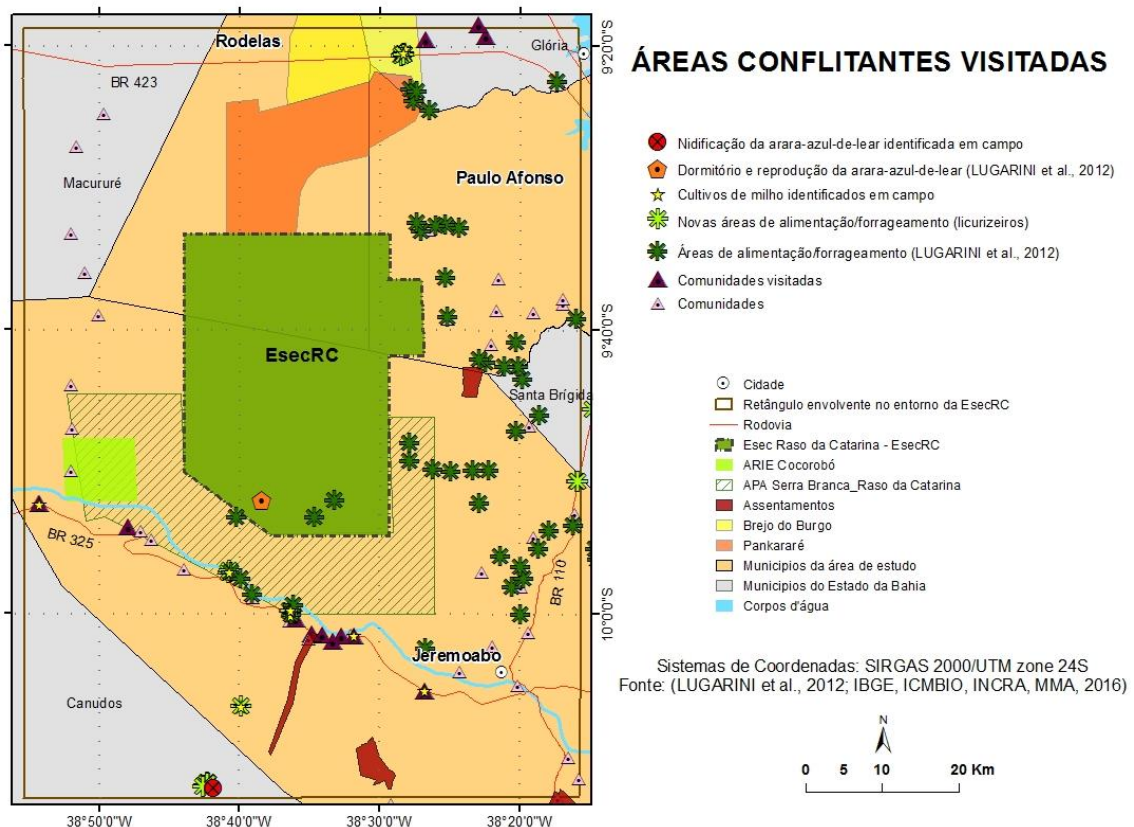 Rodelas
Glória
BR 423
Macururé
Paulo Afonso
EsecRC
Santa Brígida
BR 325
BR 110
Jeremoabo
Canudos
9°20'0"S
9°40'0"S
10°0'0"S
38°50'0"W
38°40'0"W
38°30'0"W
38°20'0"W
ÁREAS CONFLITANTES VISITADAS
Nidificação da arara-azul-de-lear identificada em campo
Dormitório e reprodução da arara-azul-de-lear (LUGARINI et al., 2012)
Cultivos de milho identificados em campo
Novas áreas de alimentação/forrageamento (licurizeiros)
Áreas de alimentação/forrageamento (LUGARINI et al., 2012)
Comunidades visitadas
Comunidades
Cidade
Retângulo envolvente no entorno da EsecRC
Rodovia
Esec Raso da Catarina - EsecRC
ARIE Cocorobó
APA Serra Branca_Raso da Catarina
Assentamentos
Brejo do Burgo
Pankararé
Municipios da área de estudo
Municipios do Estado da Bahia
Corpos d'água
Sistemas de Coordenadas: SIRGAS 2000/UTM zone 24S
Fonte: (LUGARINI et al., 2012; IBGE, ICMBIO, INCRA, MMA, 2016)
N
0 5 10 20 Km